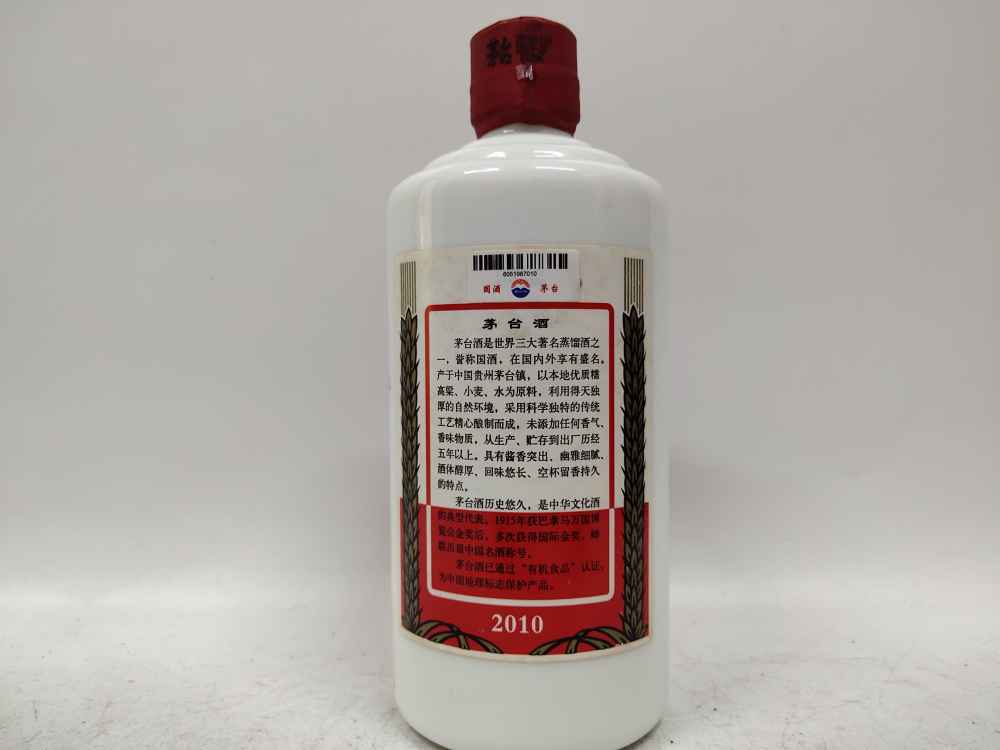 茅台
6051987010
国酒 茅台
茅台酒
茅台酒是世界三大著名蒸馏酒之
一，誉称国酒，在国内外享有盛名。
产于中国贵州茅台镇，以本地优质糯
高粱、小麦、水为原料，利用得天独
厚的自然环境，采用科学独特的传统
工艺精心酿制而成，未添加任何香气、
香味物质，从生产、贮存到出厂历经
五年以上。具有酱香突出、幽雅细腻、
酒体醇厚、回味悠长、空杯留香持久
的特点。
茅台酒历史悠久，是中华文化酒
的典型代表。1915年获巴拿马万国博
览会金奖后，多次获得国际金奖，蝉
联历届中国名酒称号。
茅台酒已通过“有机食品”认证，
为中国地理标志保护产品。
2010